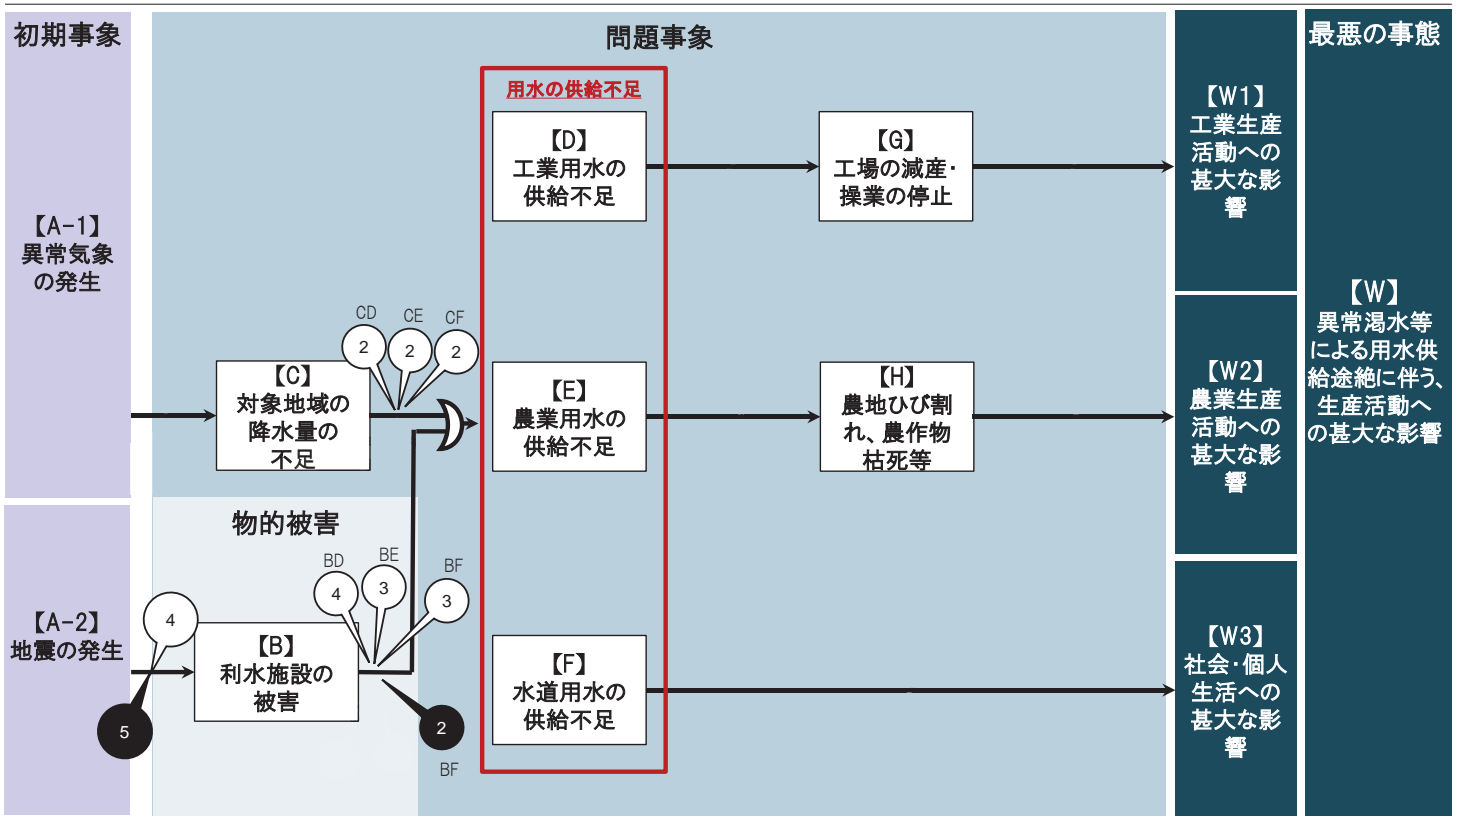 初期事象
問題事象
最悪の事態
用水の供給不足
【A-1】
異常気象
の発生
【D】
工業用水の
供給不足
【G】
工場の減産・
操業の停止
【W1】
工業生産
活動への
甚大な影
響
CD
CE
CF
2
2
2
【C】
対象地域の
降水量の
不足
【E】
農業用水の
供給不足
【H】
農地ひび割
れ、農作物
枯死等
【W2】
農業生産
活動への
甚大な影
響
【W】
異常渇水等
による用水供
給途絶に伴う、
生産活動へ
の甚大な影響
物的被害
【A-2】
地震の発生
4
5
【B】
利水施設の
被害
BD
BE
BF
4
3
3
2
BF
【F】
水道用水の
供給不足
【W3】
社会・個人
生活への
甚大な影
響